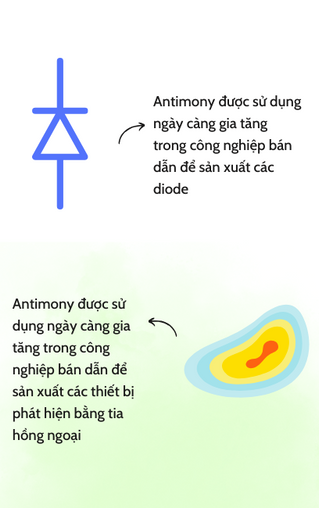 Antimony được sử dụng
ngày càng gia tăng
trong công nghiệp bán
dẫn để sản xuất các
diode
Antimony được sử
dụng ngày càng gia
tăng trong công
nghiệp bán dẫn để
sản xuất các thiết bị
phát hiện bằng tia
hồng ngoại